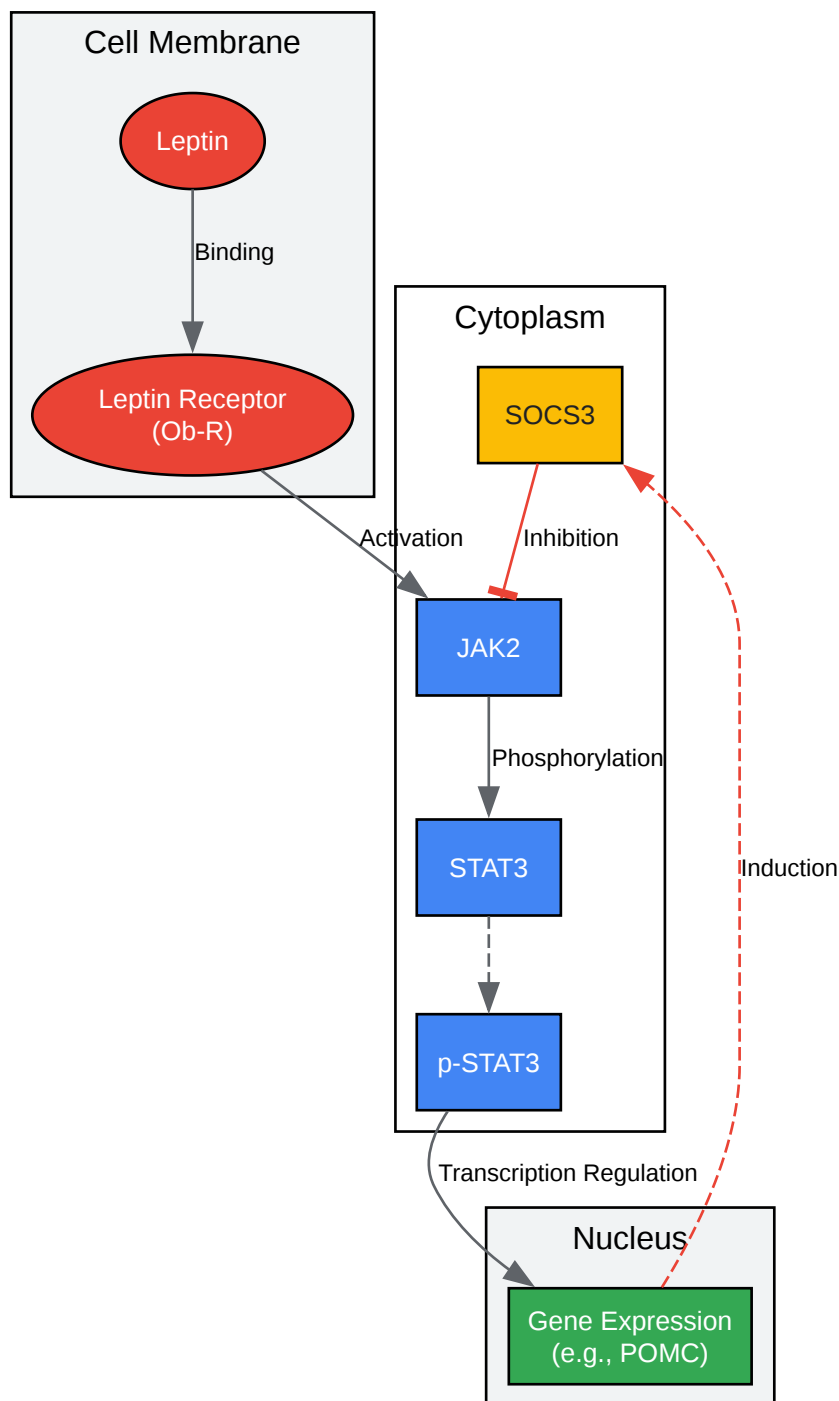 Cell Membrane
Leptin
Binding
Leptin Receptor
(Ob-R)
Cytoplasm
SOCS3
Activation
Inhibition
JAK2
Phosphorylation
STAT3
Induction
p-STAT3
Transcription Regulation
Nucleus
Gene Expression
(e.g., POMC)